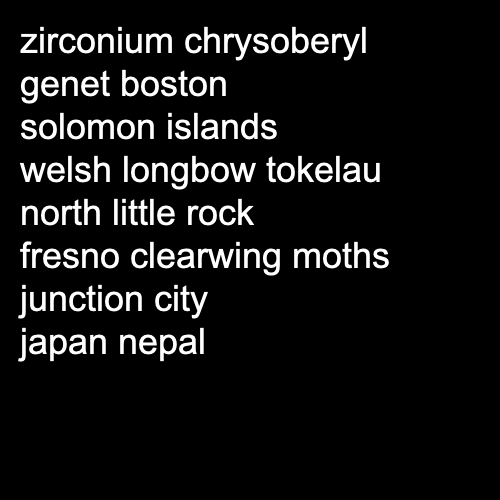 zirconium chrysoberyl
genet boston
solomon islands
welsh longbow tokelau
north little rock
fresno clearwing moths
junction city
japan nepal